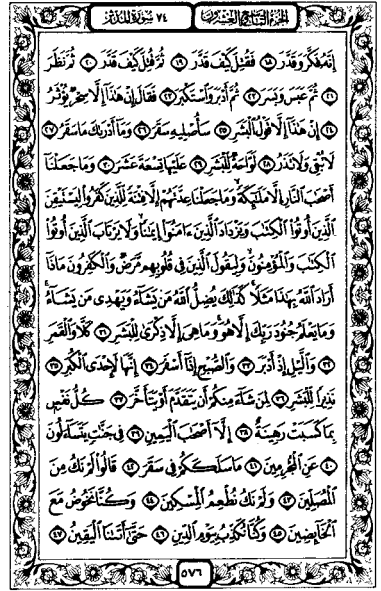 الجزء التاسع والعشرون ٧٤ سورة المدثر
إِنَّهُۥ فَكَّرَ وَقَدَّرَ ١٨ فَقُتِلَ كَيْفَ قَدَّرَ ١٩ ثُمَّ قُتِلَ كَيْفَ قَدَّرَ ٢٠ ثُمَّ نَظَرَ
٢١ ثُمَّ عَبَسَ وَبَسَرَ ٢٢ ثُمَّ أَدْبَرَ وَٱسْتَكْبَرَ ٢٣ فَقَالَ إِنْ هَٰذَآ إِلَّا سِحْرٌ يُؤْثَرُ
٢٤ إِنْ هَٰذَآ إِلَّا قَوْلُ ٱلْبَشَرِ ٢٥ سَأُصْلِيهِ سَقَرَ ٢٦ وَمَآ أَدْرَىٰكَ مَا سَقَرُ ٢٧
لَا تُبْقِى وَلَا تَذَرُ ٢٨ لَوَّاحَةٌ لِّلْبَشَرِ ٢٩ عَلَيْهَا تِسْعَةَ عَشَرَ ٣٠ وَمَا جَعَلْنَآ
أَصْحَٰبَ ٱلنَّارِ إِلَّا مَلَٰٓئِكَةً وَمَا جَعَلْنَا عِدَّتَهُمْ إِلَّا فِتْنَةً لِّلَّذِينَ كَفَرُوا۟ لِيَسْتَيْقِنَ
ٱلَّذِينَ أُوتُوا۟ ٱلْكِتَٰبَ وَيَزْدَادَ ٱلَّذِينَ ءَامَنُوٓا۟ إِيمَٰنًا وَلَا يَرْتَابَ ٱلَّذِينَ أُوتُوا۟
ٱلْكِتَٰبَ وَٱلْمُؤْمِنُونَ وَلِيَقُولَ ٱلَّذِينَ فِى قُلُوبِهِم مَّرَضٌ وَٱلْكَٰفِرُونَ مَاذَآ
أَرَادَ ٱللَّهُ بِهَٰذَا مَثَلًا كَذَٰلِكَ يُضِلُّ ٱللَّهُ مَن يَشَآءُ وَيَهْدِى مَن يَشَآءُ
وَمَا يَعْلَمُ جُنُودَ رَبِّكَ إِلَّا هُوَ وَمَا هِىَ إِلَّا ذِكْرَىٰ لِلْبَشَرِ ٣١ كَلَّا وَٱلْقَمَرِ
٣٢ وَٱلَّيْلِ إِذْ أَدْبَرَ ٣٣ وَٱلصُّبْحِ إِذَآ أَسْفَرَ ٣٤ إِنَّهَا لَإِحْدَى ٱلْكُبَرِ ٣٥
نَذِيرًا لِّلْبَشَرِ ٣٦ لِمَن شَآءَ مِنكُمْ أَن يَتَقَدَّمَ أَوْ يَتَأَخَّرَ ٣٧ كُلُّ نَفْسٍۭ
بِمَا كَسَبَتْ رَهِينَةٌ ٣٨ إِلَّآ أَصْحَٰبَ ٱلْيَمِينِ ٣٩ فِى جَنَّٰتٍ يَتَسَآءَلُونَ
٤٠ عَنِ ٱلْمُجْرِمِينَ ٤١ مَا سَلَكَكُمْ فِى سَقَرَ ٤٢ قَالُوا۟ لَمْ نَكُ مِنَ
ٱلْمُصَلِّينَ ٤٣ وَلَمْ نَكُ نُطْعِمُ ٱلْمِسْكِينَ ٤٤ وَكُنَّا نَخُوضُ مَعَ
ٱلْخَآئِضِينَ ٤٥ وَكُنَّا نُكَذِّبُ بِيَوْمِ ٱلدِّينِ ٤٦ حَتَّىٰٓ أَتَىٰنَا ٱلْيَقِينُ ٤٧
٥٧٦